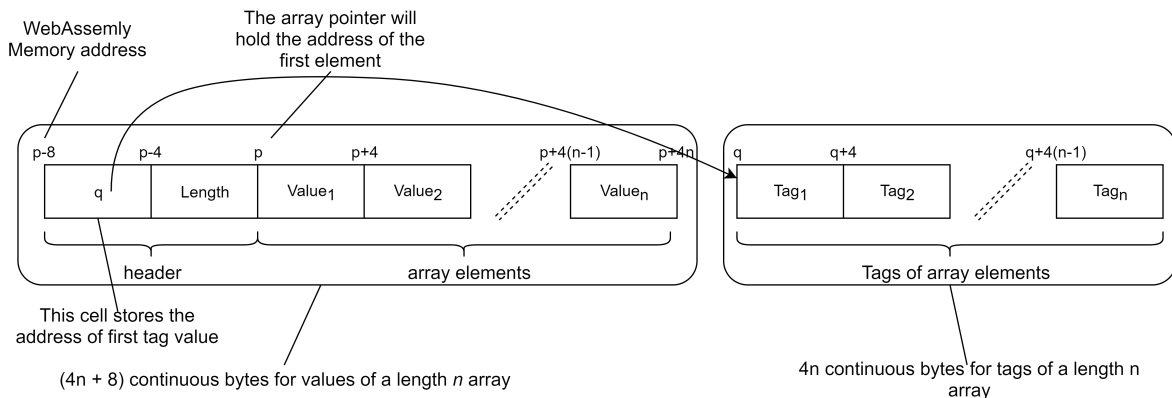 WebAssemly
Memory address
The array pointer will
hold the address of the
first element
p-8
p-4
p
p+4
p+4(n-1)
p+4n
q
q+4
q+4(n-1)
q
Length
Value₁
Value₂
Valueₙ
Tag₁
Tag₂
Tagₙ
header
array elements
Tags of array elements
This cell stores the
address of first tag value
(4n + 8) continuous bytes for values of a length n array
4n continuous bytes for tags of a length n
array